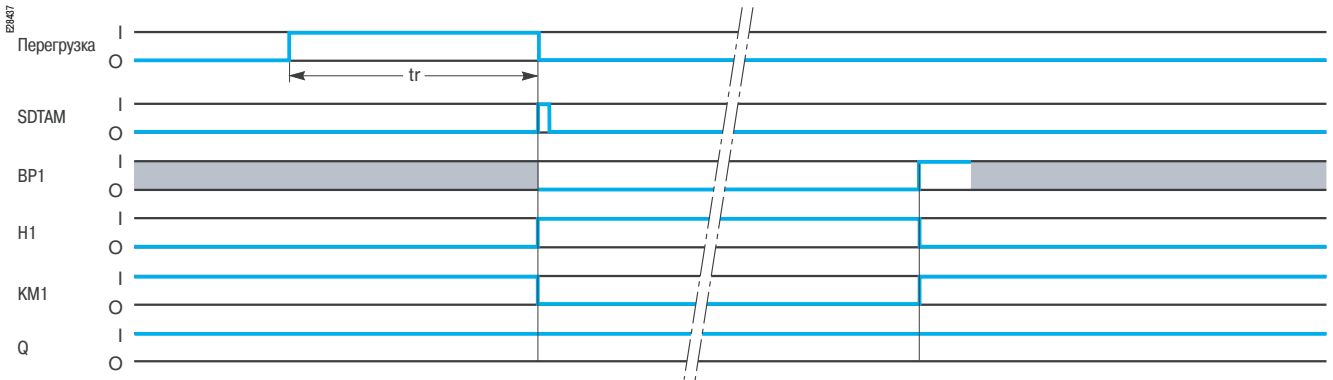 E28437
Перегрузка I
O
tr
SDTAM I
O
BP1 I
O
H1 I
O
KM1 I
O
Q I
O